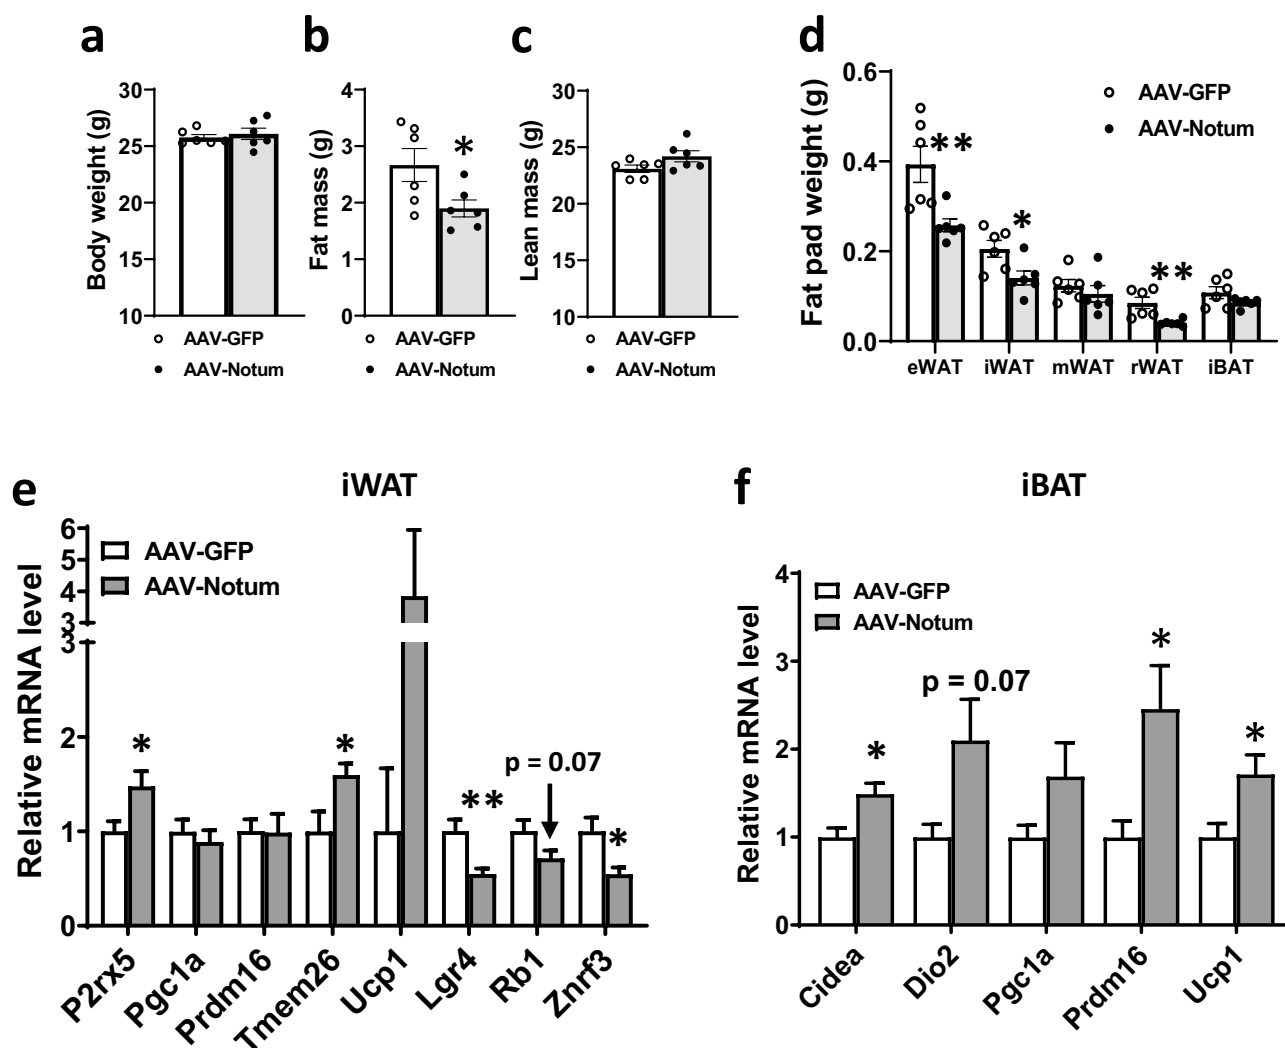 a
Body weight (g)
30
25
20
15
10
AAV-GFP
AAV-Notum
b
Fat mass (g)
4
3
2
1
0
*
AAV-GFP
AAV-Notum
c
Lean mass (g)
30
25
20
15
10
AAV-GFP
AAV-Notum
d
Fat pad weight (g)
0.6
0.4
0.2
0.0
AAV-GFP
AAV-Notum
**
*
**
eWAT iWAT mWAT rWAT iBAT
e
iWAT
Relative mRNA level
6
5
4
3
3
2
1
0
AAV-GFP
AAV-Notum
*
*
**
p = 0.07
*
P2rx5 Pgc1a Prdm16 Tmem26 Ucp1 Lgr4 Rb1 Znrf3
f
iBAT
Relative mRNA level
4
3
2
1
0
AAV-GFP
AAV-Notum
*
p = 0.07
*
*
Cidea Dio2 Pgc1a Prdm16 Ucp1